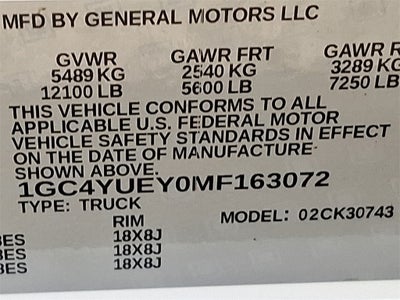 MFD BY GENERAL MOTORS LLC
GVWR GAWR FRT GAWR R
5489 KG 2540 KG 3289 KG
12100 LB 5600 LB 7250 LB
THIS VEHICLE CONFORMS TO ALL
APPLICABLE U.S. FEDERAL MOTOR
VEHICLE SAFETY STANDARDS IN EFFECT
ON THE DATE OF MANUFACTURE
SHOWN ABOVE.
1GC4YUEY0MF163072
TYPE: TRUCK MODEL: 02CK30743
RIM
18X8J
18X8J
18X8J